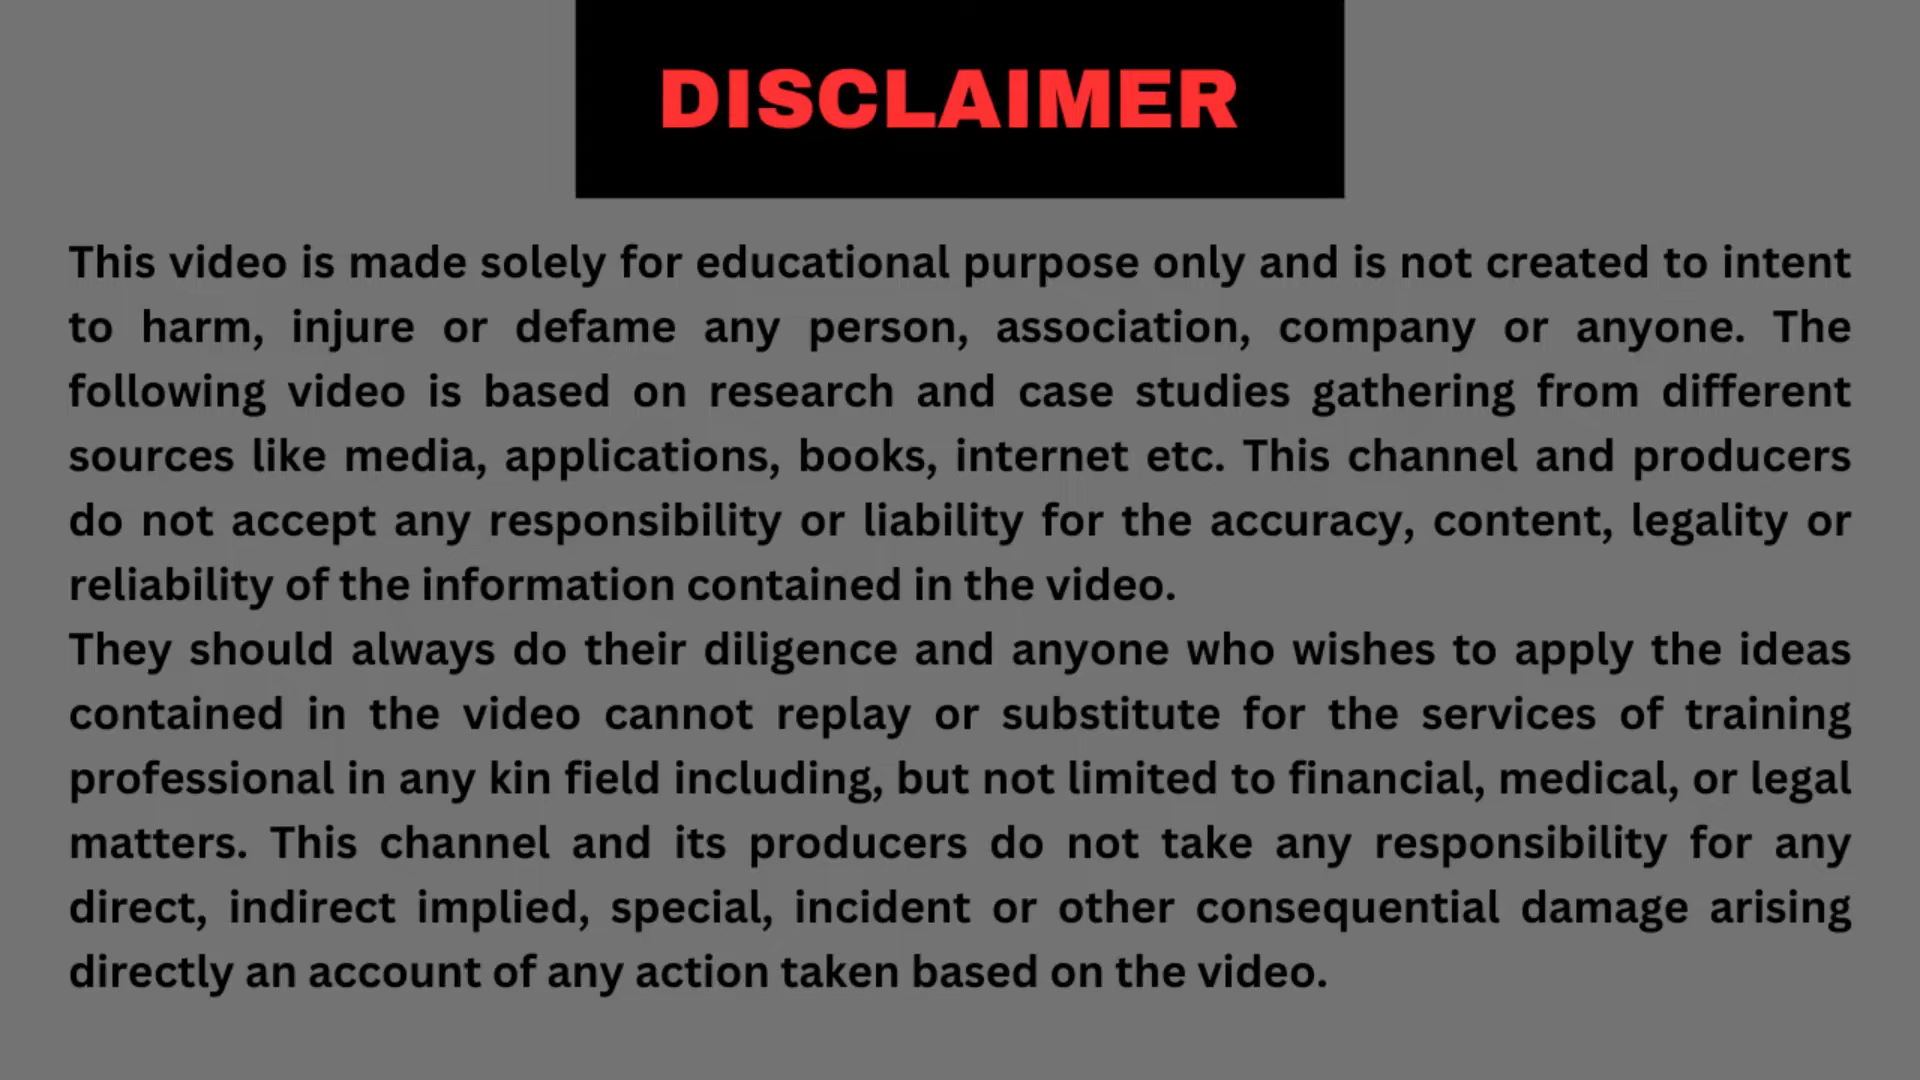 DISCLAIMER
This video is made solely for educational purpose only and is not created to intent
to harm, injure or defame any person, association, company or anyone. The
following video is based on research and case studies gathering from different
sources like media, applications, books, internet etc. This channel and producers
do not accept any responsibility or liability for the accuracy, content, legality or
reliability of the information contained in the video.
They should always do their diligence and anyone who wishes to apply the ideas
contained in the video cannot replay or substitute for the services of training
professional in any kin field including, but not limited to financial, medical, or legal
matters. This channel and its producers do not take any responsibility for any
direct, indirect implied, special, incident or other consequential damage arising
directly an account of any action taken based on the video.